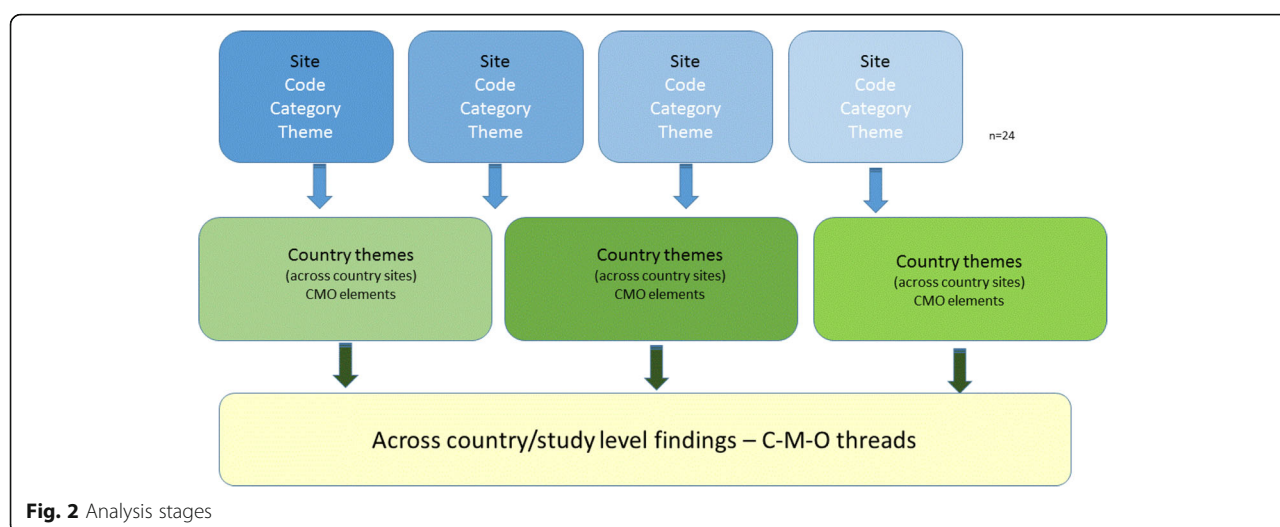 Site
Code
Category
Theme
Site
Code
Category
Theme
Site
Code
Category
Theme
Site
Code
Category
Theme
n=24
Country themes
(across country sites)
CMO elements
Country themes
(across country sites)
CMO elements
Country themes
(across country sites)
CMO elements
Across country/study level findings – C-M-O threads
Fig. 2 Analysis stages